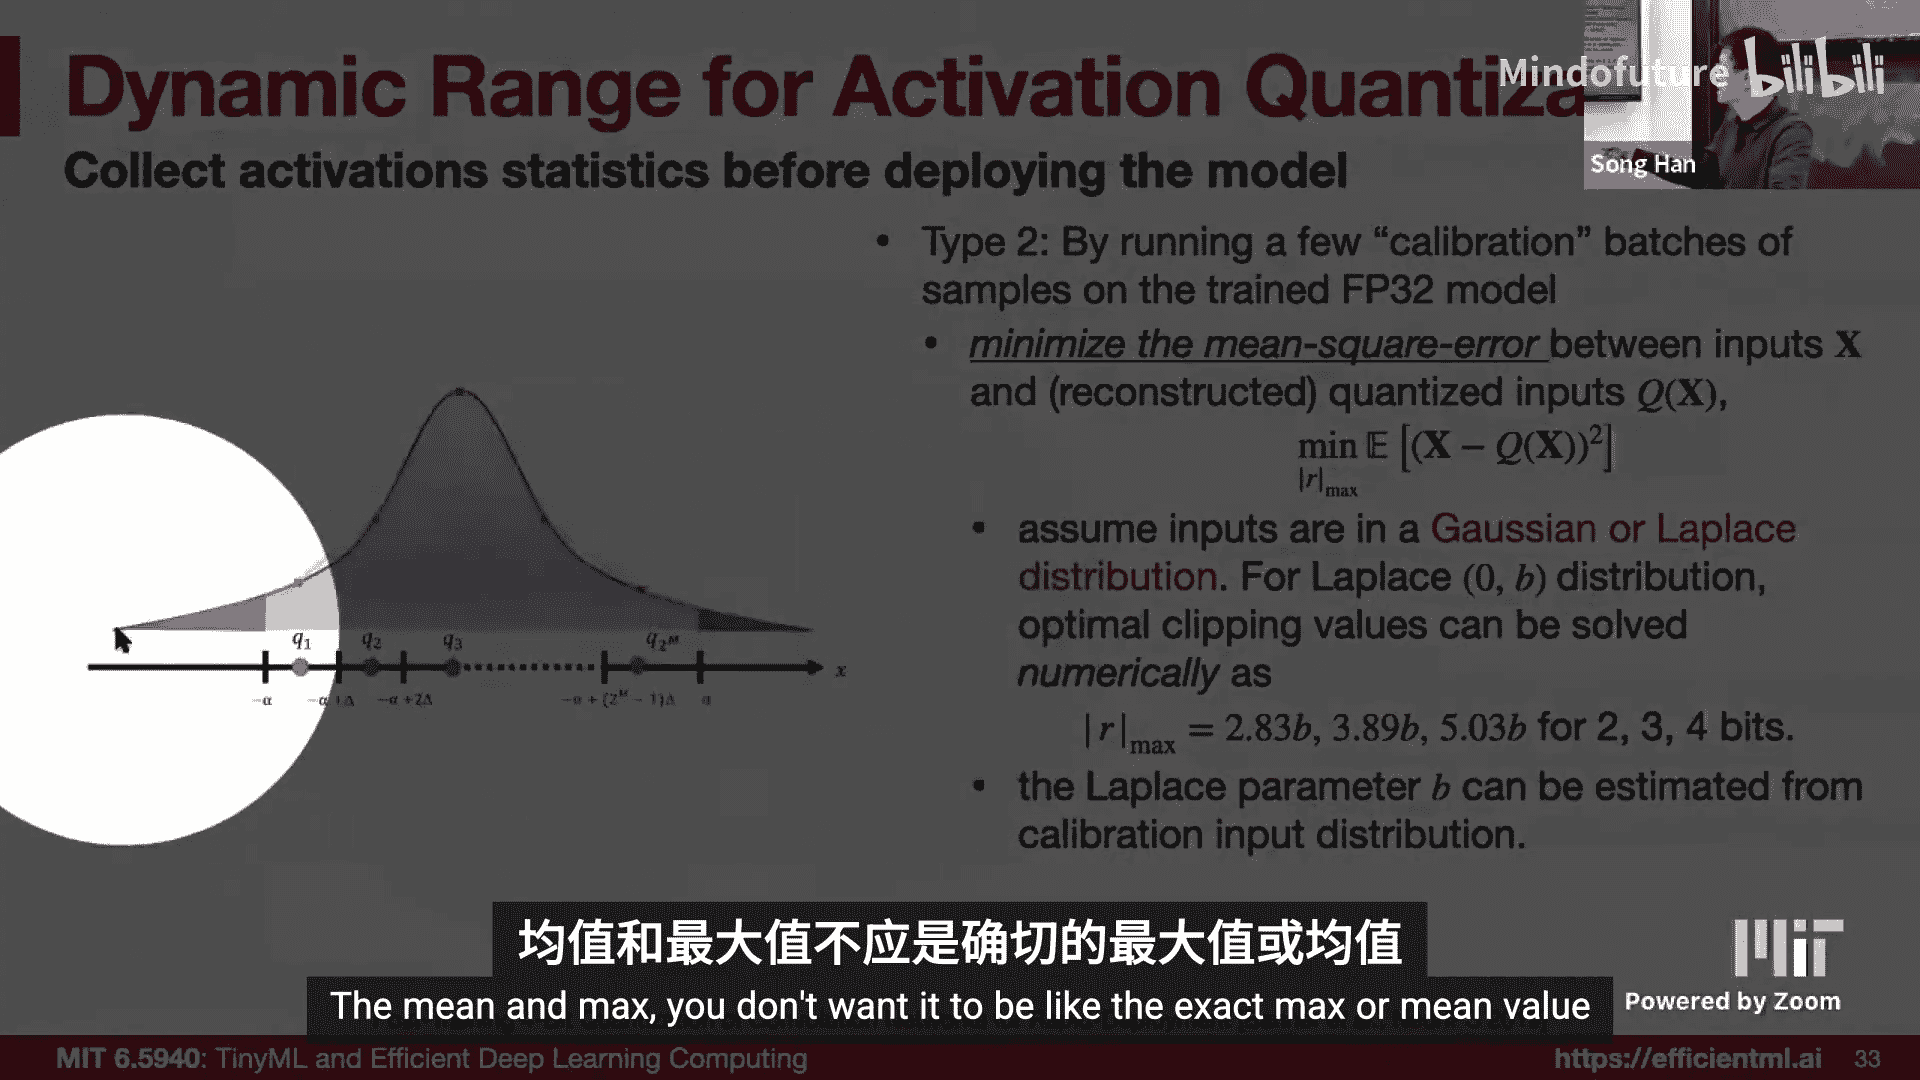 Dynamic Range for Activation Quantiza
Mindofuture bilibili
Song Han
Collect activations statistics before deploying the model
• Type 2: By running a few “calibration” batches of
samples on the trained FP32 model
• minimize the mean-square-error between inputs X
and (reconstructed) quantized inputs Q(X),
min E [(X − Q(X))²]
|r|max
• assume inputs are in a Gaussian or Laplace
distribution. For Laplace (0, b) distribution,
optimal clipping values can be solved
numerically as
|r|max = 2.83b, 3.89b, 5.03b for 2, 3, 4 bits.
• the Laplace parameter b can be estimated from
calibration input distribution.
q₁ q₂ q₃ q₂ᴹ
x
−α −α+Δ −α+2Δ −α+(2ᴹ−1)Δ α
均值和最大值不应是确切的最大值或均值
The mean and max, you don't want it to be like the exact max or mean value
MIT
Powered by Zoom
MIT 6.5940: TinyML and Efficient Deep Learning Computing
https://efficientml.ai 33